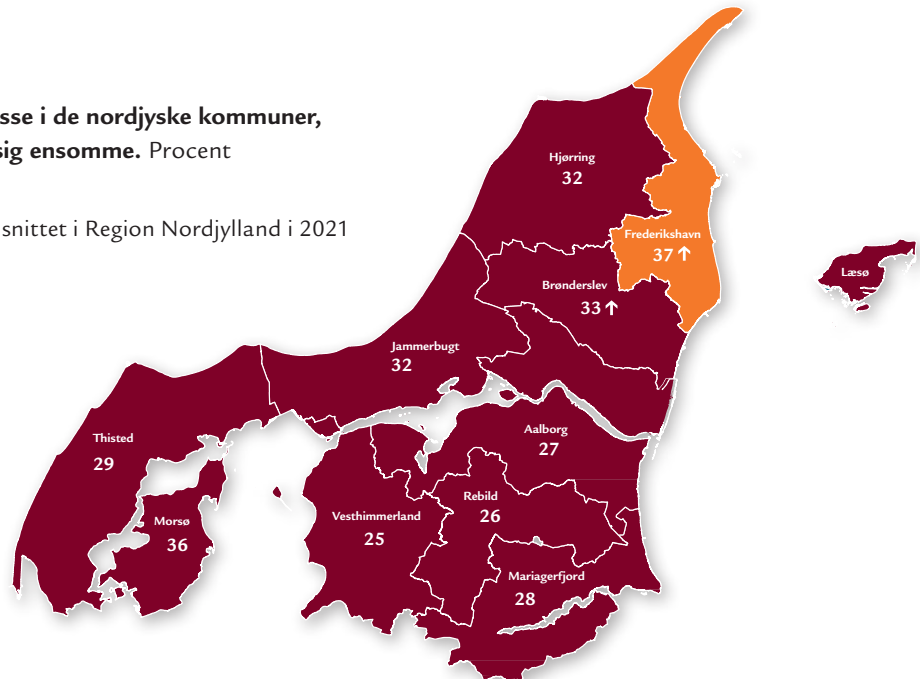 sse i de nordjyske kommuner,
sig ensomme. Procent
snittet i Region Nordjylland i 2021
Hjørring
32
Frederikshavn
37 ↑
Læsø
Brønderslev
33 ↑
Jammerbugt
32
Aalborg
27
Thisted
29
Rebild
26
Vesthimmerland
25
Morsø
36
Mariagerfjord
28